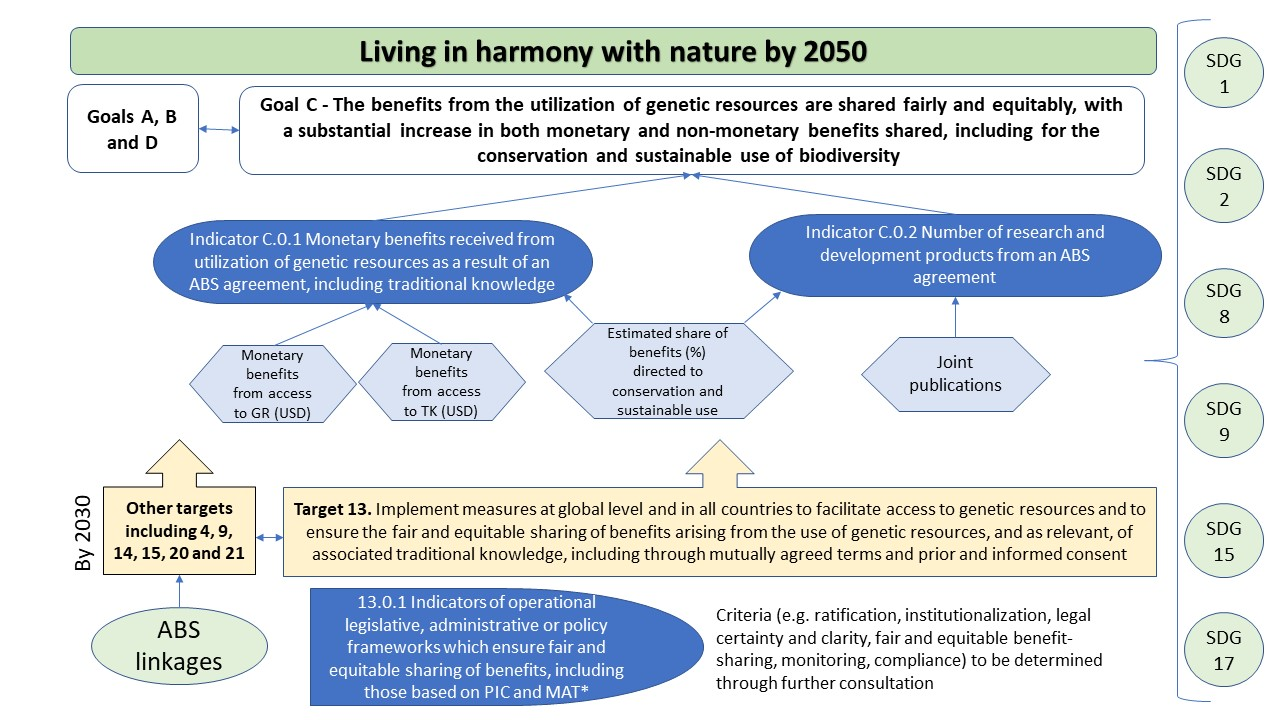 Living in harmony with nature by 2050
Goals A, B
and D
Goal C - The benefits from the utilization of genetic resources are shared fairly and equitably, with
a substantial increase in both monetary and non-monetary benefits shared, including for the
conservation and sustainable use of biodiversity
Indicator C.0.1 Monetary benefits received from
utilization of genetic resources as a result of an
ABS agreement, including traditional knowledge
Indicator C.0.2 Number of research and
development products from an ABS
agreement
Monetary
benefits
from access
to GR (USD)
Monetary
benefits
from access
to TK (USD)
Estimated share of
benefits (%)
directed to
conservation and
sustainable use
Joint
publications
By 2030
Other targets
including 4, 9,
14, 15, 20 and 21
Target 13. Implement measures at global level and in all countries to facilitate access to genetic resources and to
ensure the fair and equitable sharing of benefits arising from the use of genetic resources, and as relevant, of
associated traditional knowledge, including through mutually agreed terms and prior and informed consent
ABS
linkages
13.0.1 Indicators of operational
legislative, administrative or policy
frameworks which ensure fair and
equitable sharing of benefits, including
those based on PIC and MAT*
Criteria (e.g. ratification, institutionalization, legal
certainty and clarity, fair and equitable benefit-
sharing, monitoring, compliance) to be determined
through further consultation
SDG
1
SDG
2
SDG
8
SDG
9
SDG
15
SDG
17